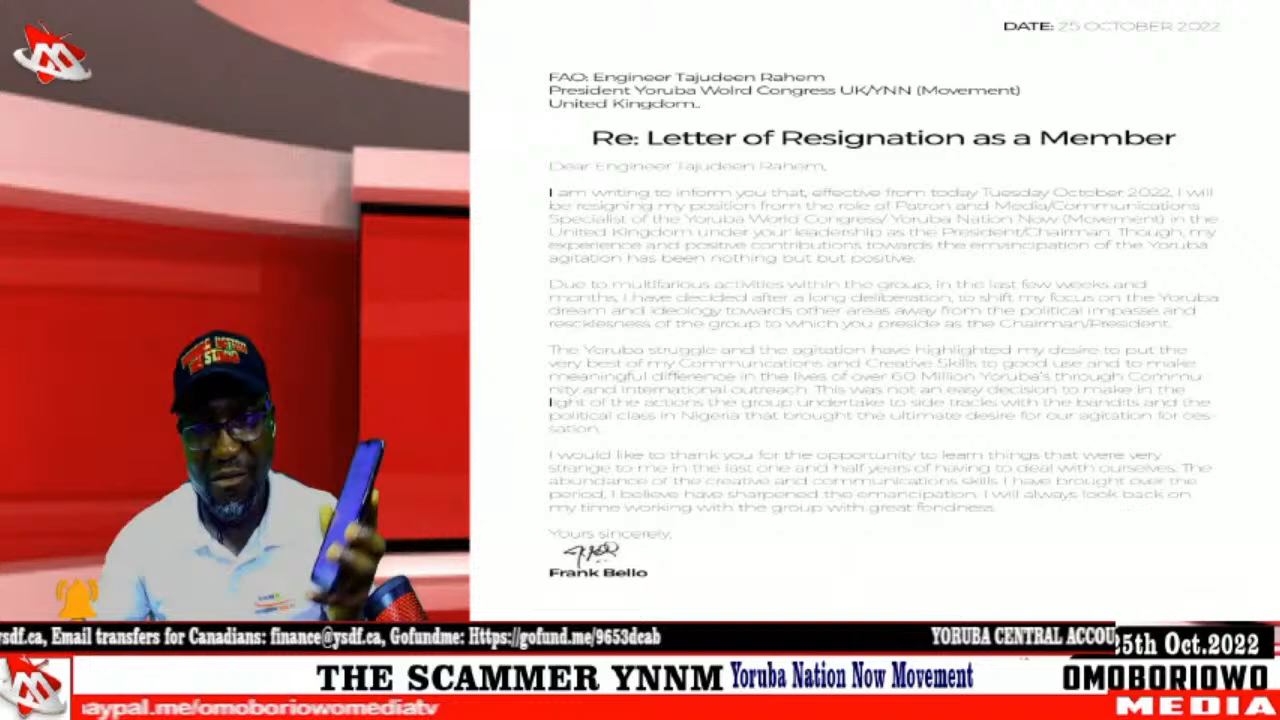 DATE: 25 OCTOBER 2022
FAO: Engineer Tajudeen Rahem
President Yoruba Wolrd Congress UK/YNN (Movement)
United Kingdom..
Re: Letter of Resignation as a Member
Dear Engineer Tajudeen Rahem,
I am writing to inform you that, effective from today Tuesday October 2022, I will
be resigning my position from the role of Patron and Media/Communications
Specialist of the Yoruba World Congress/ Yoruba Nation Now (Movement) in the
United Kingdom under your leadership as the President/Chairman. Though, my
experience and positive contributions towards the emancipation of the Yoruba
agitation has been nothing but but positive.
Due to multifarious activities within the group, in the last few weeks and
months, I have decided after a long deliberation, to shift my focus on the Yoruba
dream and ideology towards other areas away from the political impasse and
rescklesness of the group to which you preside as the Chairman/President.
The Yoruba struggle and the agitation have highlighted my desire to put the
very best of my Communcations and Creative Skills to good use and to make
meaningful difference in the lives of over 60 Million Yoruba's through Commu
nity and international outreach. This was not an easy decision to make in the
light of the actions the group undertake to side tracks with the bandits and the
political class in Nigeria that brought the ultimate desire for our agitation for ces-
sation.
I would like to thank you for the opportunity to learn things that were very
strange to me in the last one and half years of having to deal with ourselves. The
abundance of the creative and communications skills I have brought over the
period, I believe have sharpened the emancipation. I will always look back on
my time working with the group with great fondness.
Yours sincerely,
Frank Bello
ysdf.ca, Email transfers for Canadians: finance@ysdf.ca, Gofundme: Https://gofund.me/9653dcab
YORUBA CENTRAL ACCOU
25th Oct.2022
THE SCAMMER YNNM Yoruba Nation Now Movement
OMOBORIOWO
MEDIA
aypal.me/omoboriowomediatv